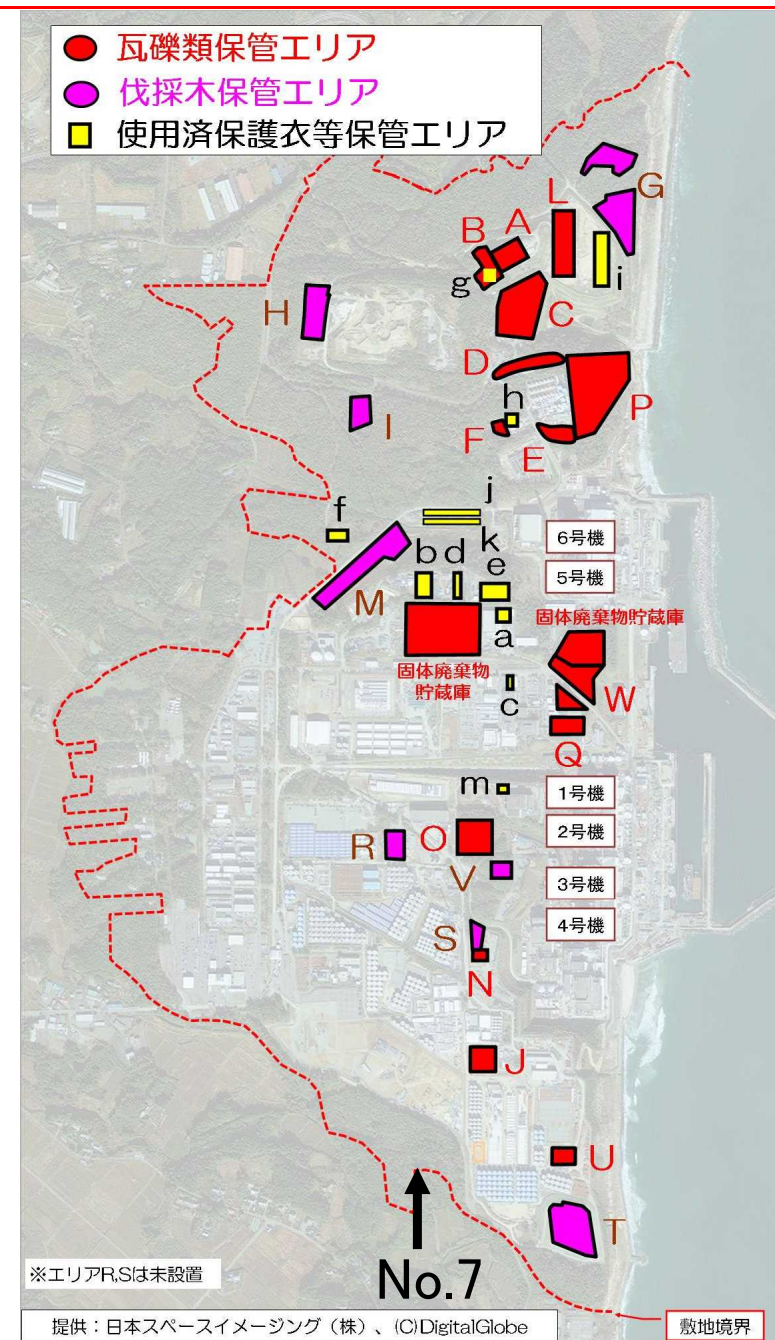 瓦礫類保管エリア
伐採木保管エリア
使用済保護衣等保管エリア
G
L
A
B
g
i
C
H
D
P
h
I
F
E
j
f
k
b
d
e
6号機
5号機
M
a
固体廃棄物貯蔵庫
固体廃棄物
貯蔵庫
c
W
Q
m
1号機
R
O
2号機
V
3号機
S
4号機
N
J
U
T
※エリアR,Sは未設置
No.7
提供：日本スペースイメージング（株）、(C)DigitalGlobe
敷地境界